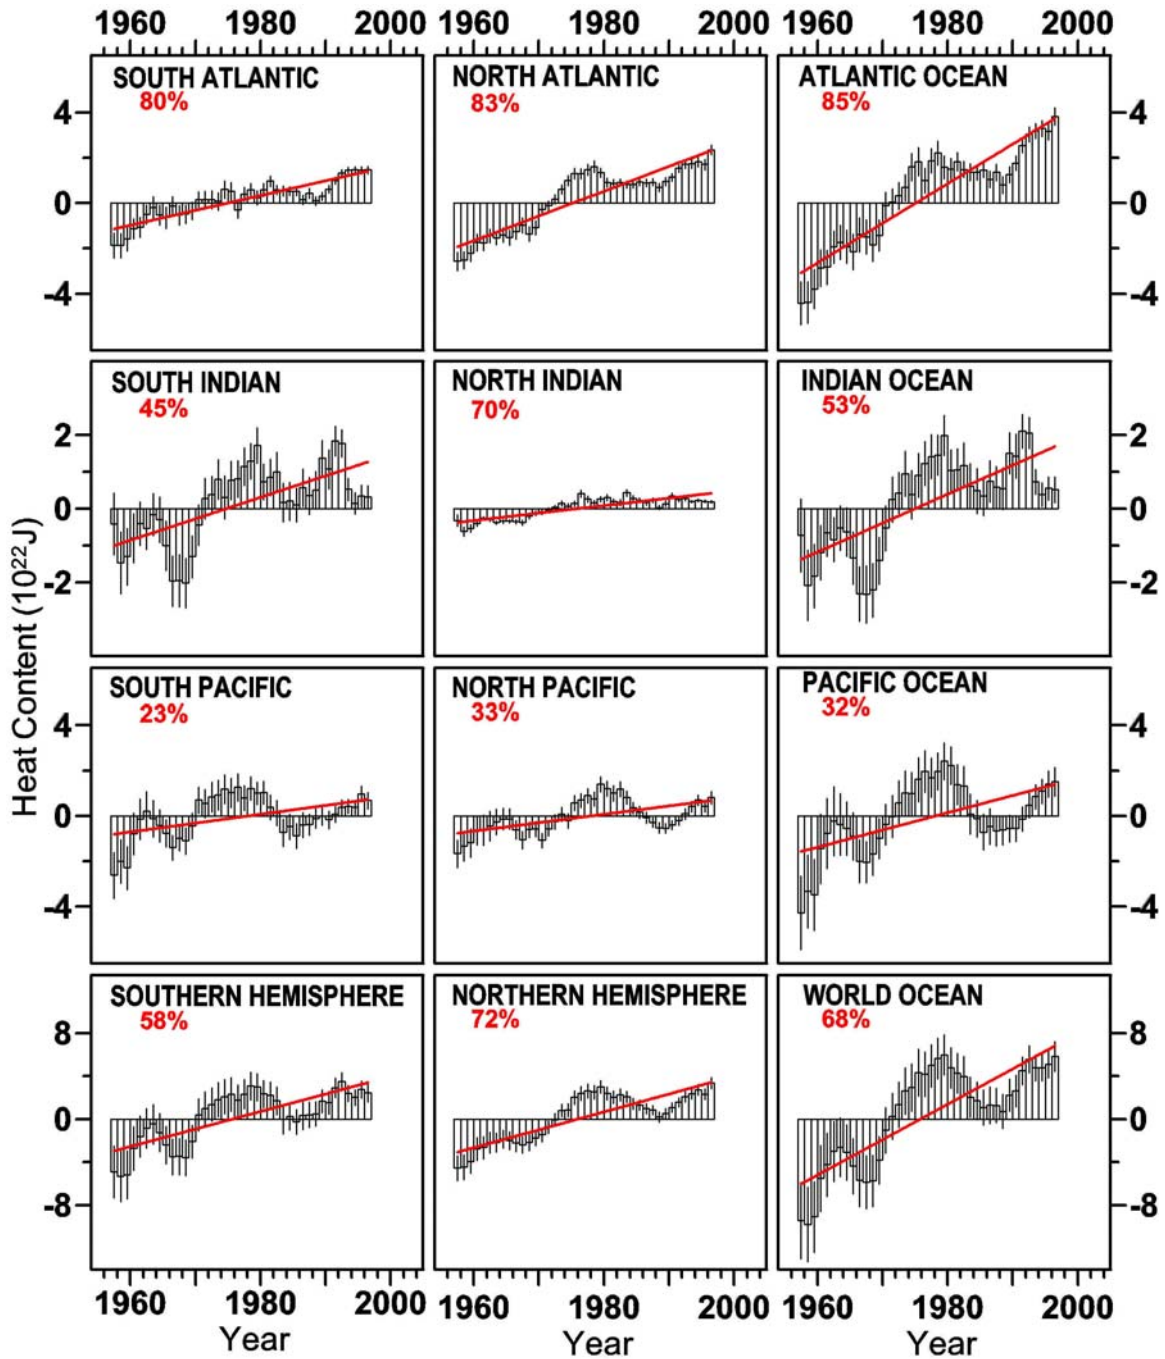 1960 1980 2000 1960 1980 2000 1960 1980 2000
SOUTH ATLANTIC
80%
NORTH ATLANTIC
83%
ATLANTIC OCEAN
85%
4
0
-4
4
0
-4
SOUTH INDIAN
45%
NORTH INDIAN
70%
INDIAN OCEAN
53%
2
0
-2
2
0
-2
Heat Content (10²²J)
SOUTH PACIFIC
23%
NORTH PACIFIC
33%
PACIFIC OCEAN
32%
4
0
-4
4
0
-4
SOUTHERN HEMISPHERE
58%
NORTHERN HEMISPHERE
72%
WORLD OCEAN
68%
8
0
-8
8
0
-8
1960 1980 2000 1960 1980 2000 1960 1980 2000
Year Year Year